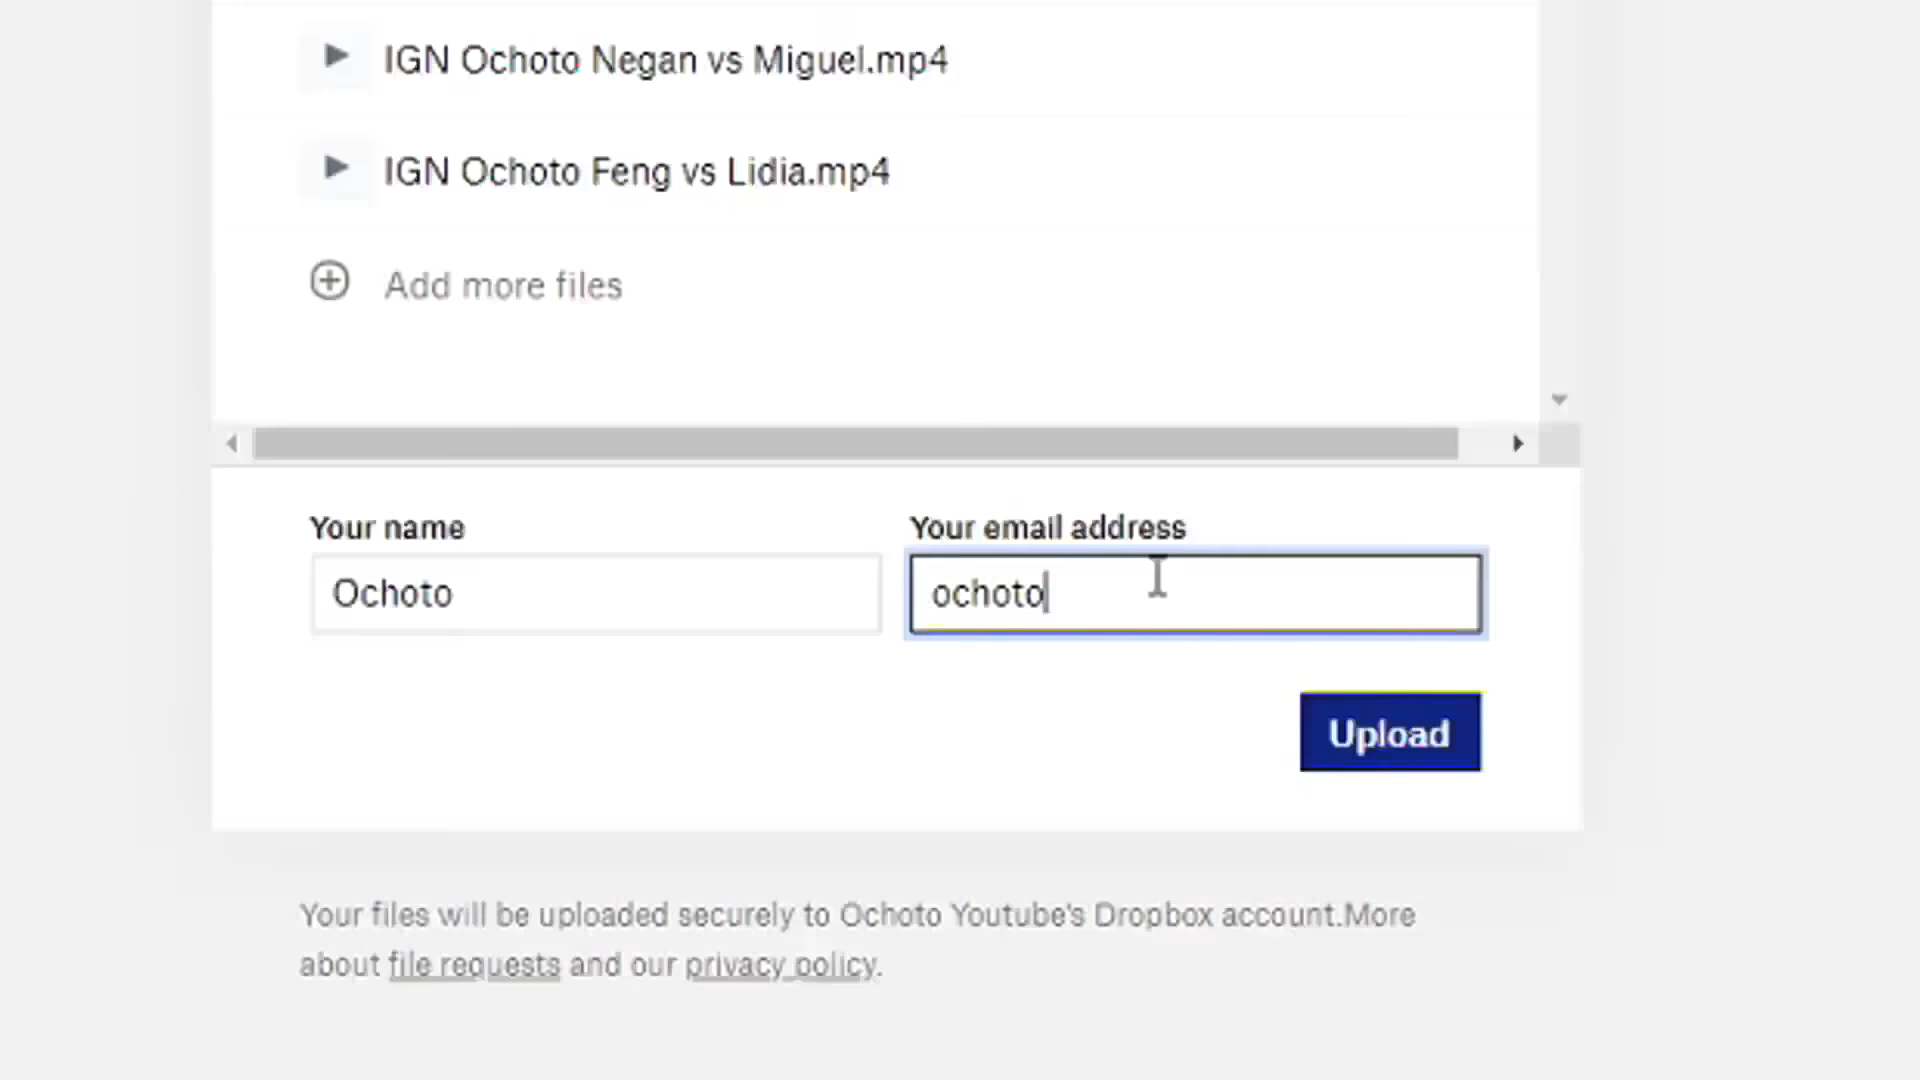 IGN Ochoto Negan vs Miguel.mp4
IGN Ochoto Feng vs Lidia.mp4
Add more files
Your name
Your email address
Ochoto
ochoto
Upload
Your files will be uploaded securely to Ochoto Youtube's Dropbox account.More
about file requests and our privacy policy.